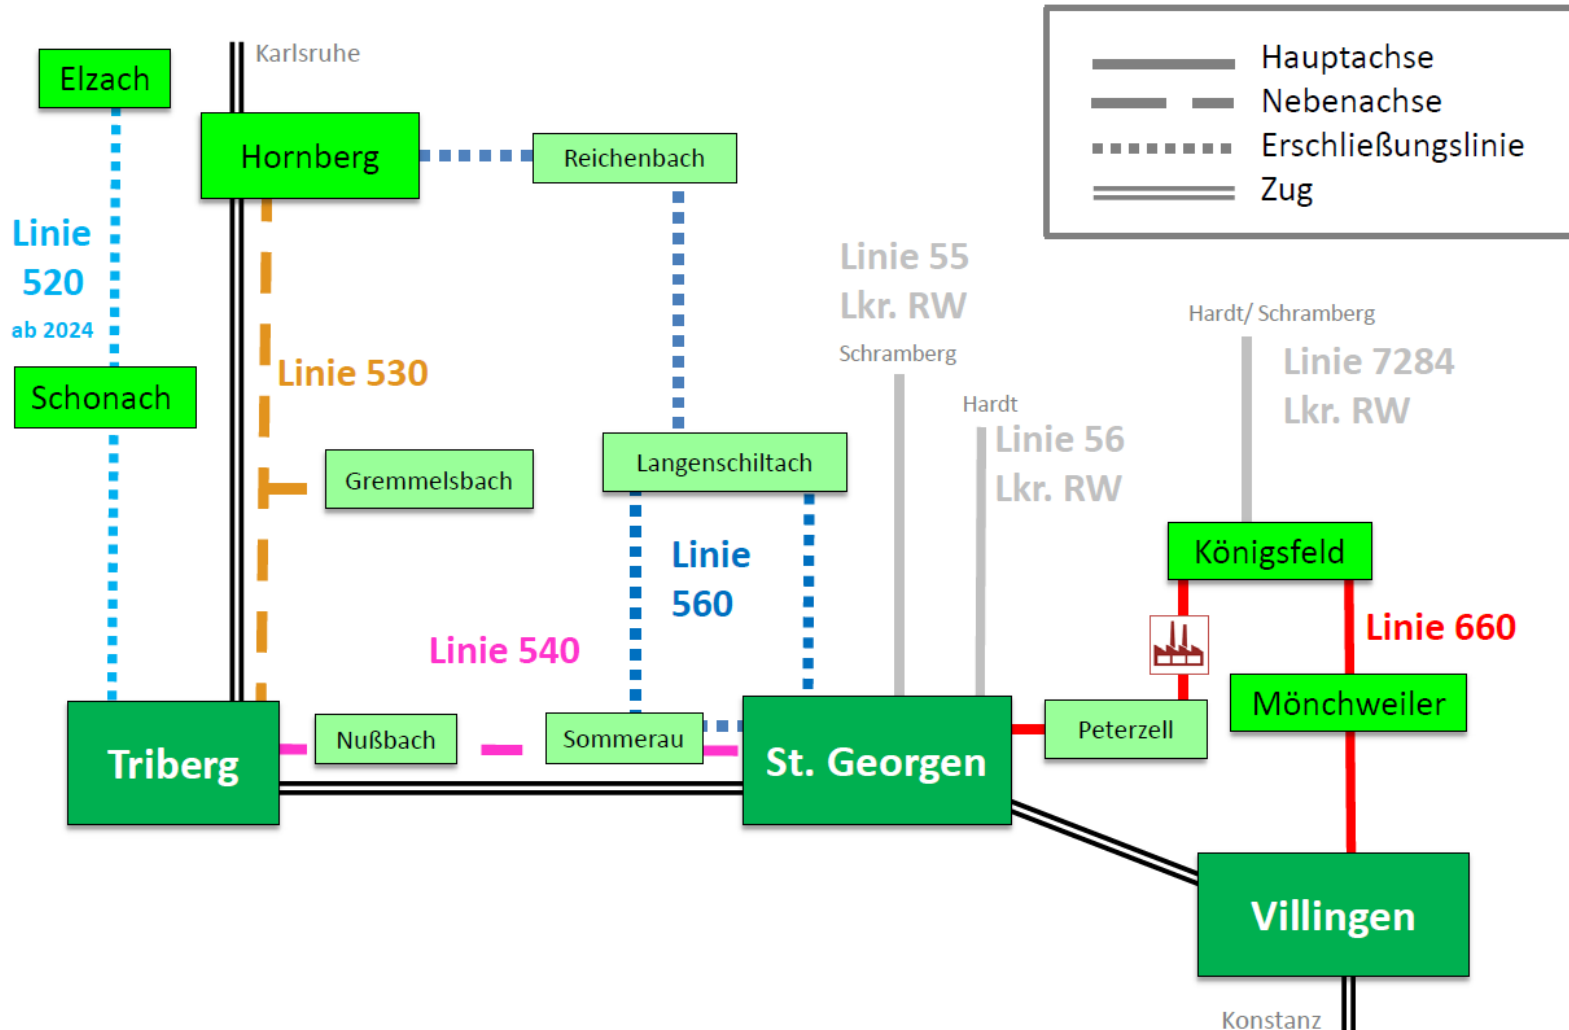 Karlsruhe
Elzach
Hornberg
Reichenbach
Hauptachse
Nebenachse
Erschließungslinie
Zug
Linie
520
ab 2024
Linie 55
Lkr. RW
Schramberg
Hardt/ Schramberg
Linie 7284
Lkr. RW
Linie 530
Schonach
Hardt
Linie 56
Lkr. RW
Gremmelsbach
Langenschiltach
Königsfeld
Linie
560
Linie 540
Linie 660
Mönchweiler
Triberg
Nußbach
Sommerau
St. Georgen
Peterzell
Villingen
Konstanz